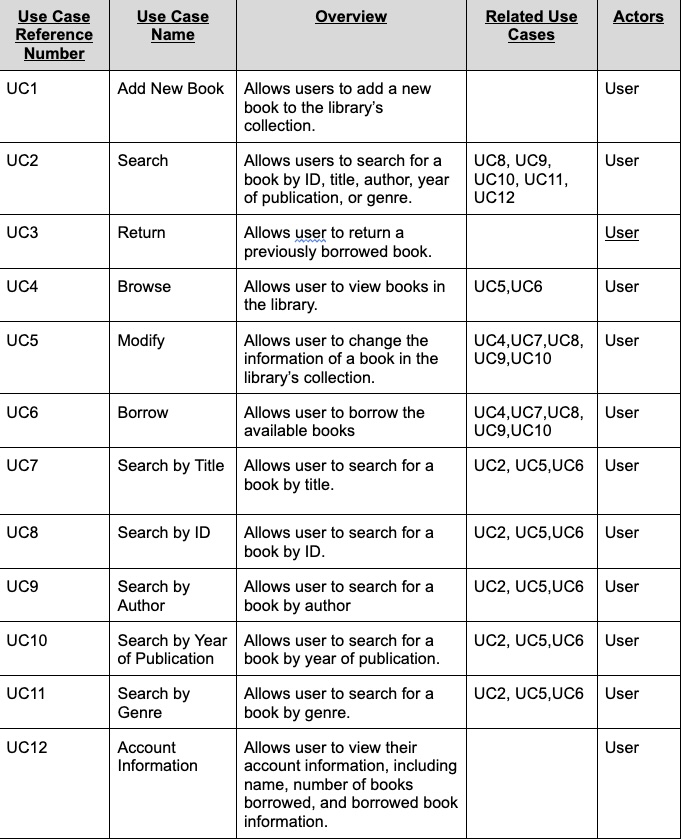 Use Case Reference Number | Use Case Name | Overview | Related Use Cases | Actors
UC1 | Add New Book | Allows users to add a new book to the library’s collection. | | User
UC2 | Search | Allows users to search for a book by ID, title, author, year of publication, or genre. | UC8, UC9, UC10, UC11, UC12 | User
UC3 | Return | Allows user to return a previously borrowed book. | | User
UC4 | Browse | Allows user to view books in the library. | UC5,UC6 | User
UC5 | Modify | Allows user to change the information of a book in the library’s collection. | UC4,UC7,UC8, UC9,UC10 | User
UC6 | Borrow | Allows user to borrow the available books | UC4,UC7,UC8, UC9,UC10 | User
UC7 | Search by Title | Allows user to search for a book by title. | UC2, UC5,UC6 | User
UC8 | Search by ID | Allows user to search for a book by ID. | UC2, UC5,UC6 | User
UC9 | Search by Author | Allows user to search for a book by author | UC2, UC5,UC6 | User
UC10 | Search by Year of Publication | Allows user to search for a book by year of publication. | UC2, UC5,UC6 | User
UC11 | Search by Genre | Allows user to search for a book by genre. | UC2, UC5,UC6 | User
UC12 | Account Information | Allows user to view their account information, including name, number of books borrowed, and borrowed book information. | | User